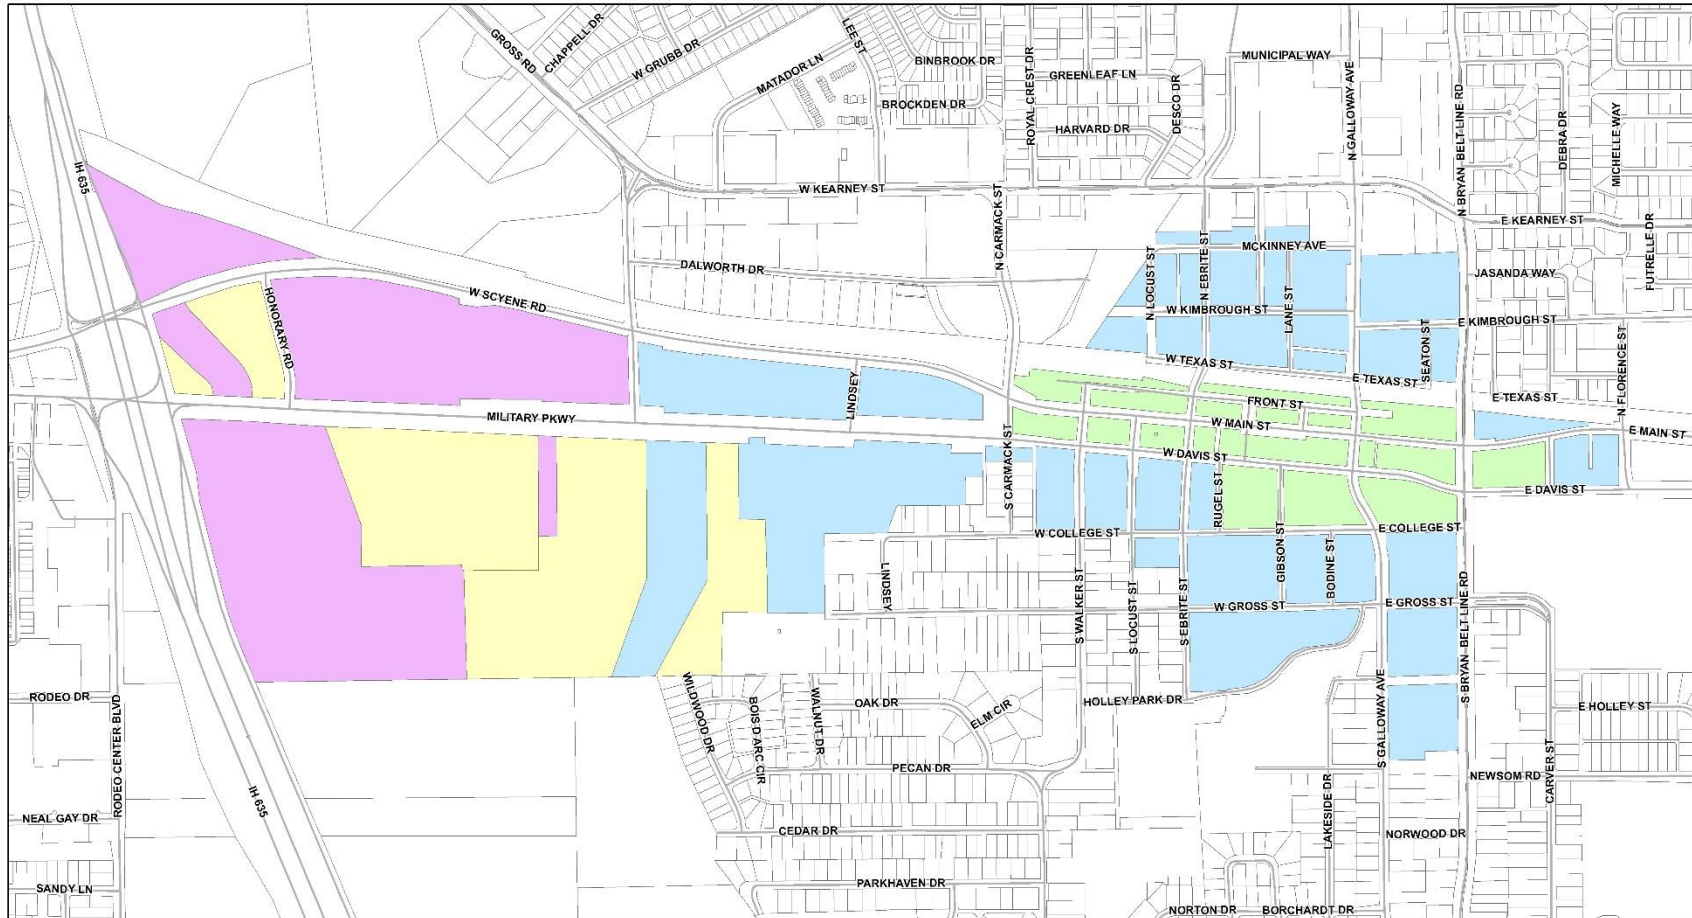 GROSS RD
CHAPPELL DR
W GRUBB DR
LEE ST
MATADOR LN
BINBROOK DR
BROCKDEN DR
ROYAL CREST DR
GREENLEAF LN
HARVARD DR
DESCO DR
MUNICIPAL WAY
N GALLOWAY AVE
N BRYAN BELT LINE RD
DEBRA DR
MICHELLE WAY
IH 635
W KEARNEY ST
E KEARNEY ST
N CARMACK ST
N LOCUST ST
N EBRITE ST
MCKINNEY AVE
FUTRELLE DR
JASANDA WAY
DALWORTH DR
W SCYENE RD
HONORARY RD
W KIMBROUGH ST
LANE ST
E KIMBROUGH ST
SEATON ST
N FLORENCE ST
W TEXAS ST
E TEXAS ST
E TEXAS ST
LINDSEY
FRONT ST
MILITARY PKWY
W MAIN ST
E MAIN ST
W DAVIS ST
S CARMACK ST
RUGEL ST
E DAVIS ST
W COLLEGE ST
E COLLEGE ST
GIBSON ST
BODINE ST
LINDSEY
S WALKER ST
S LOCUST ST
S EBRITE ST
W GROSS ST
E GROSS ST
S BRYAN BELT LINE RD
RODEO DR
RODEO CENTER BLVD
WILDWOOD DR
BOIS D ARC CIR
WALNUT DR
OAK DR
ELM CIR
HOLLEY PARK DR
S GALLOWAY AVE
E HOLLEY ST
CARVER ST
PECAN DR
NEWSOM RD
IH 635
NEAL GAY DR
CEDAR DR
LAKESIDE DR
NORWOOD DR
SANDY LN
PARKHAVEN DR
NORTON DR
BORCHARDT DR